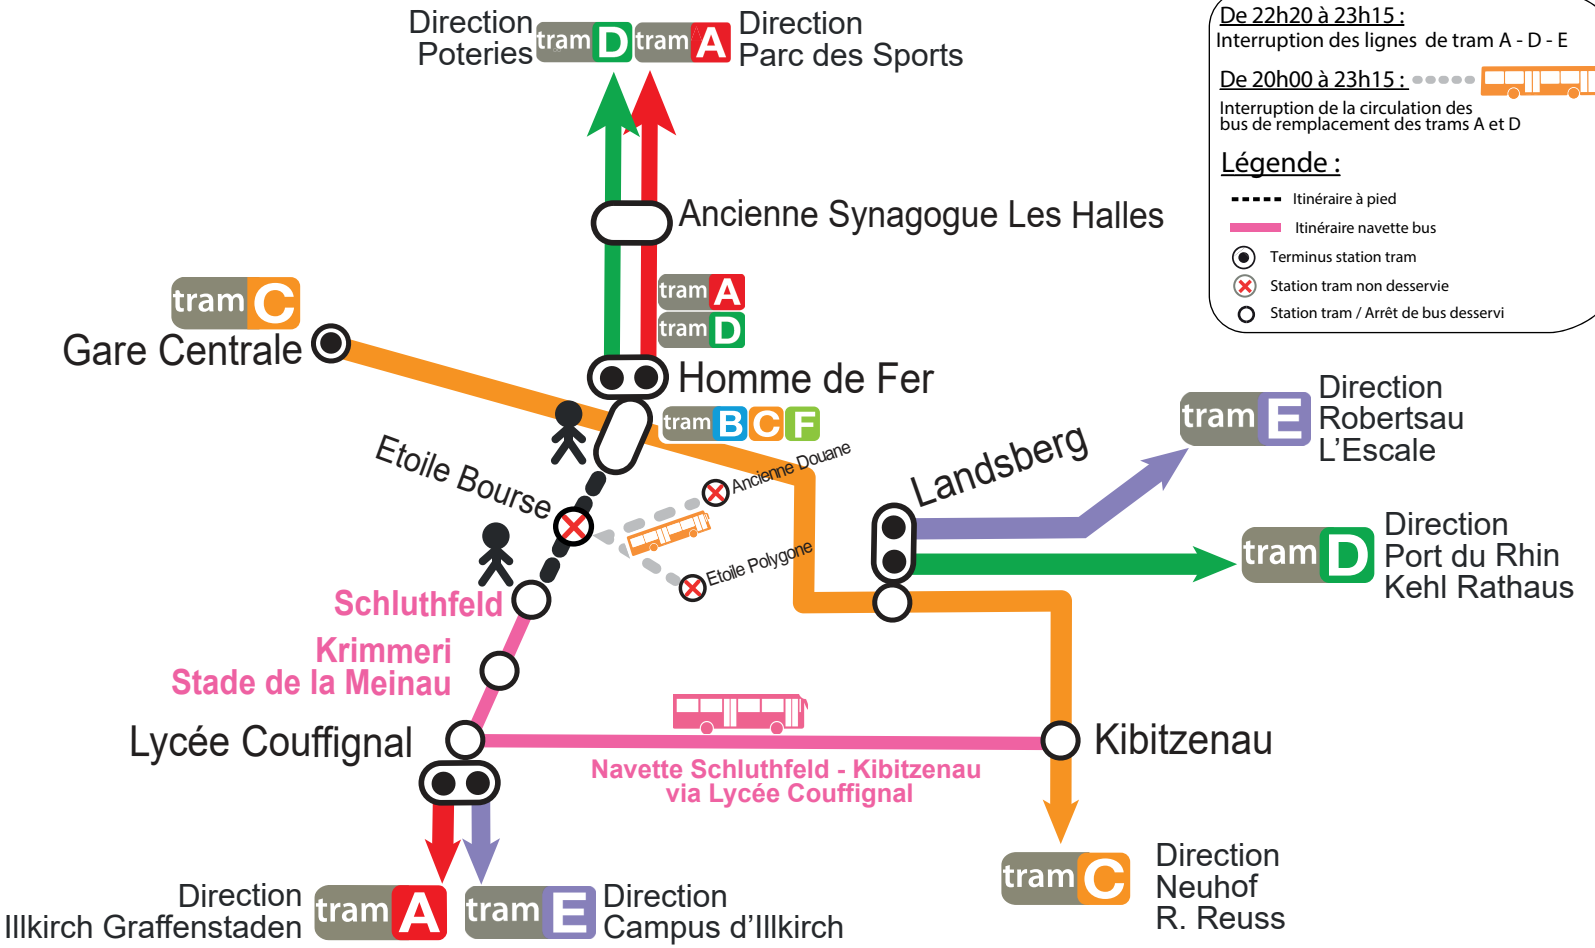 Direction
Poteries
tram D
tram A
Direction
Parc des Sports
De 22h20 à 23h15 :
Interruption des lignes de tram A - D - E
De 20h00 à 23h15 :
Interruption de la circulation des
bus de remplacement des trams A et D
Légende :
Itinéraire à pied
Itinéraire navette bus
Terminus station tram
Station tram non desservie
Station tram / Arrêt de bus desservi
Ancienne Synagogue Les Halles
tram C
Gare Centrale
tram A
tram D
Homme de Fer
tram B C F
Etoile Bourse
Ancienne Douane
Etoile Polygone
Landsberg
tram E
Direction
Robertsau
L'Escale
tram D
Direction
Port du Rhin
Kehl Rathaus
Schluthfeld
Krimmeri
Stade de la Meinau
Lycée Couffignal
Kibitzenau
Navette Schluthfeld - Kibitzenau
via Lycée Couffignal
Direction
Illkirch Graffenstaden
tram A
tram E
Direction
Campus d'Illkirch
tram C
Direction
Neuhof
R. Reuss